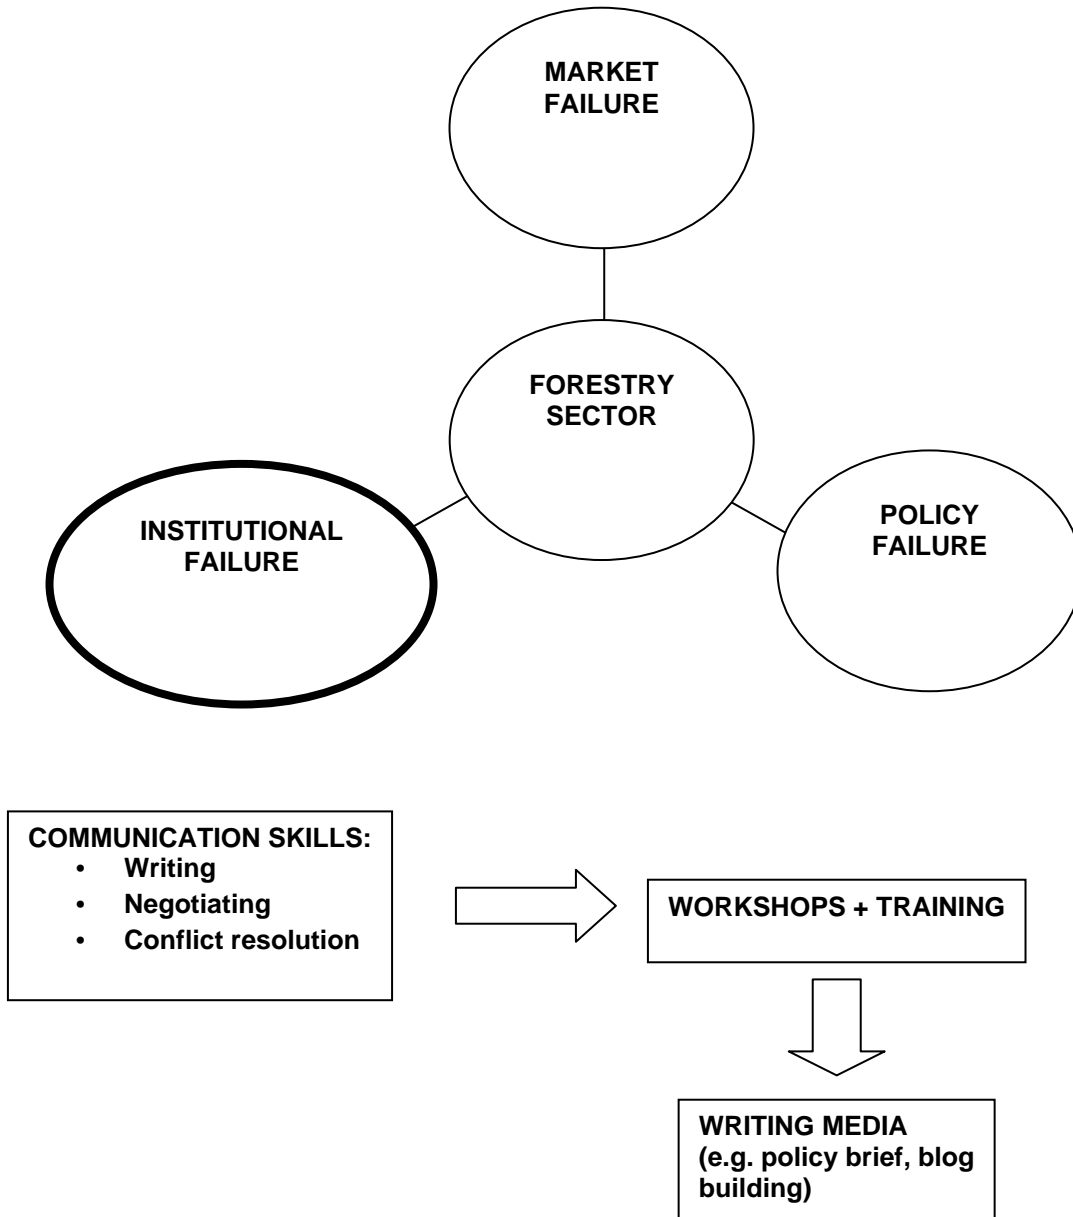 MARKET
FAILURE
FORESTRY
SECTOR
INSTITUTIONAL
FAILURE
POLICY
FAILURE
COMMUNICATION SKILLS:
• Writing
• Negotiating
• Conflict resolution
WORKSHOPS + TRAINING
WRITING MEDIA
(e.g. policy brief, blog
building)